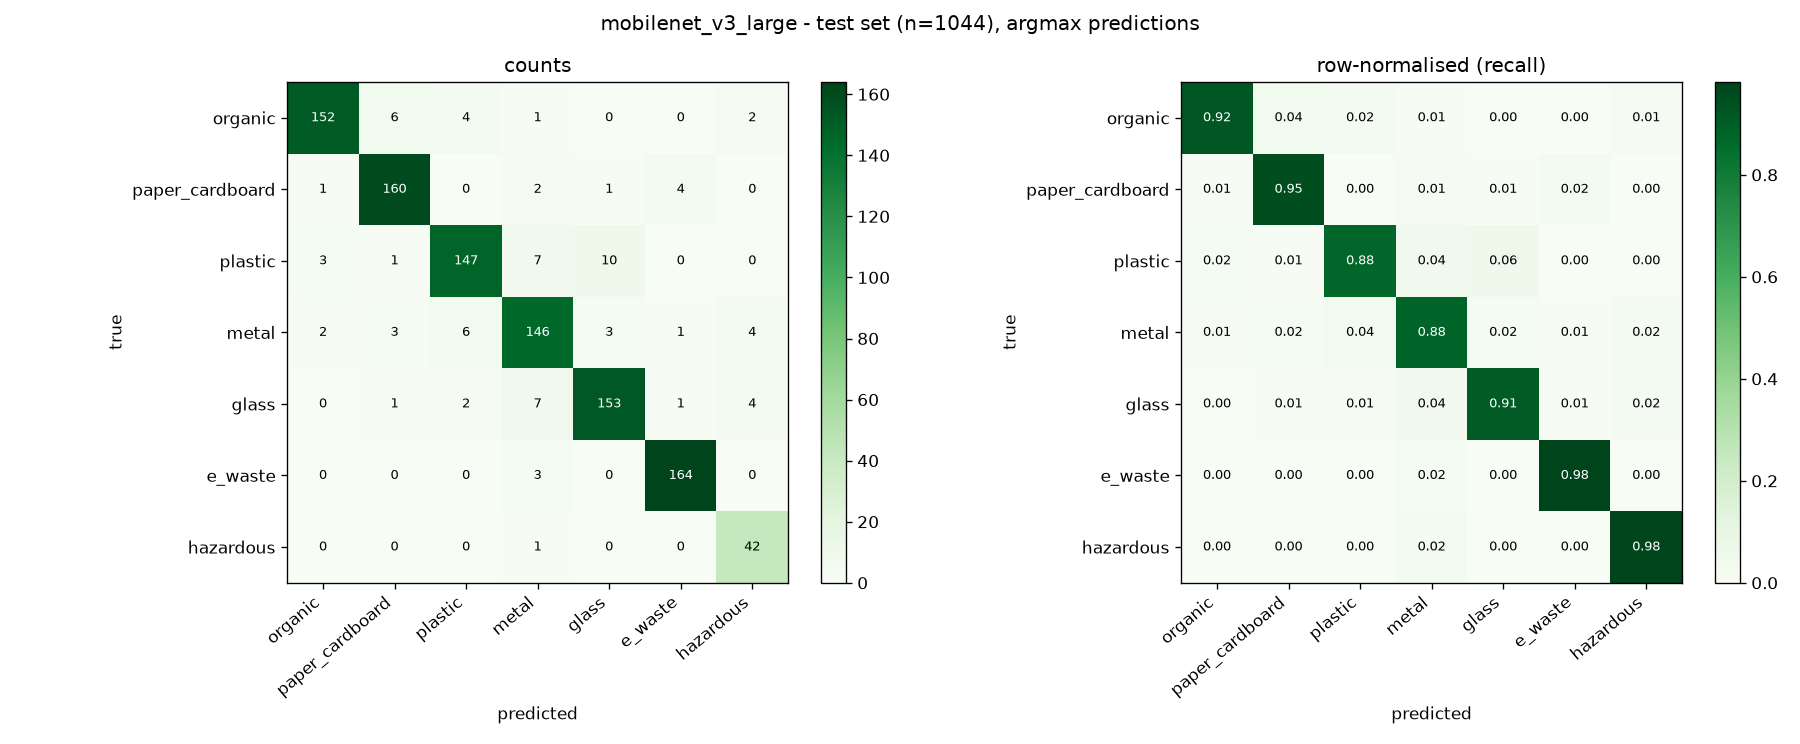 mobilenet_v3_large - test set (n=1044), argmax predictions
counts
organic 152 6 4 1 0 0 2
paper_cardboard 1 160 0 2 1 4 0
plastic 3 1 147 7 10 0 0
metal 2 3 6 146 3 1 4
glass 0 1 2 7 153 1 4
e_waste 0 0 0 3 0 164 0
hazardous 0 0 0 1 0 0 42
true
organic paper_cardboard plastic metal glass e_waste hazardous
predicted
160
140
120
100
80
60
40
20
0
row-normalised (recall)
organic 0.92 0.04 0.02 0.01 0.00 0.00 0.01
paper_cardboard 0.01 0.95 0.00 0.01 0.01 0.02 0.00
plastic 0.02 0.01 0.88 0.04 0.06 0.00 0.00
metal 0.01 0.02 0.04 0.88 0.02 0.01 0.02
glass 0.00 0.01 0.01 0.04 0.91 0.01 0.02
e_waste 0.00 0.00 0.00 0.02 0.00 0.98 0.00
hazardous 0.00 0.00 0.00 0.02 0.00 0.00 0.98
true
organic paper_cardboard plastic metal glass e_waste hazardous
predicted
0.8
0.6
0.4
0.2
0.0